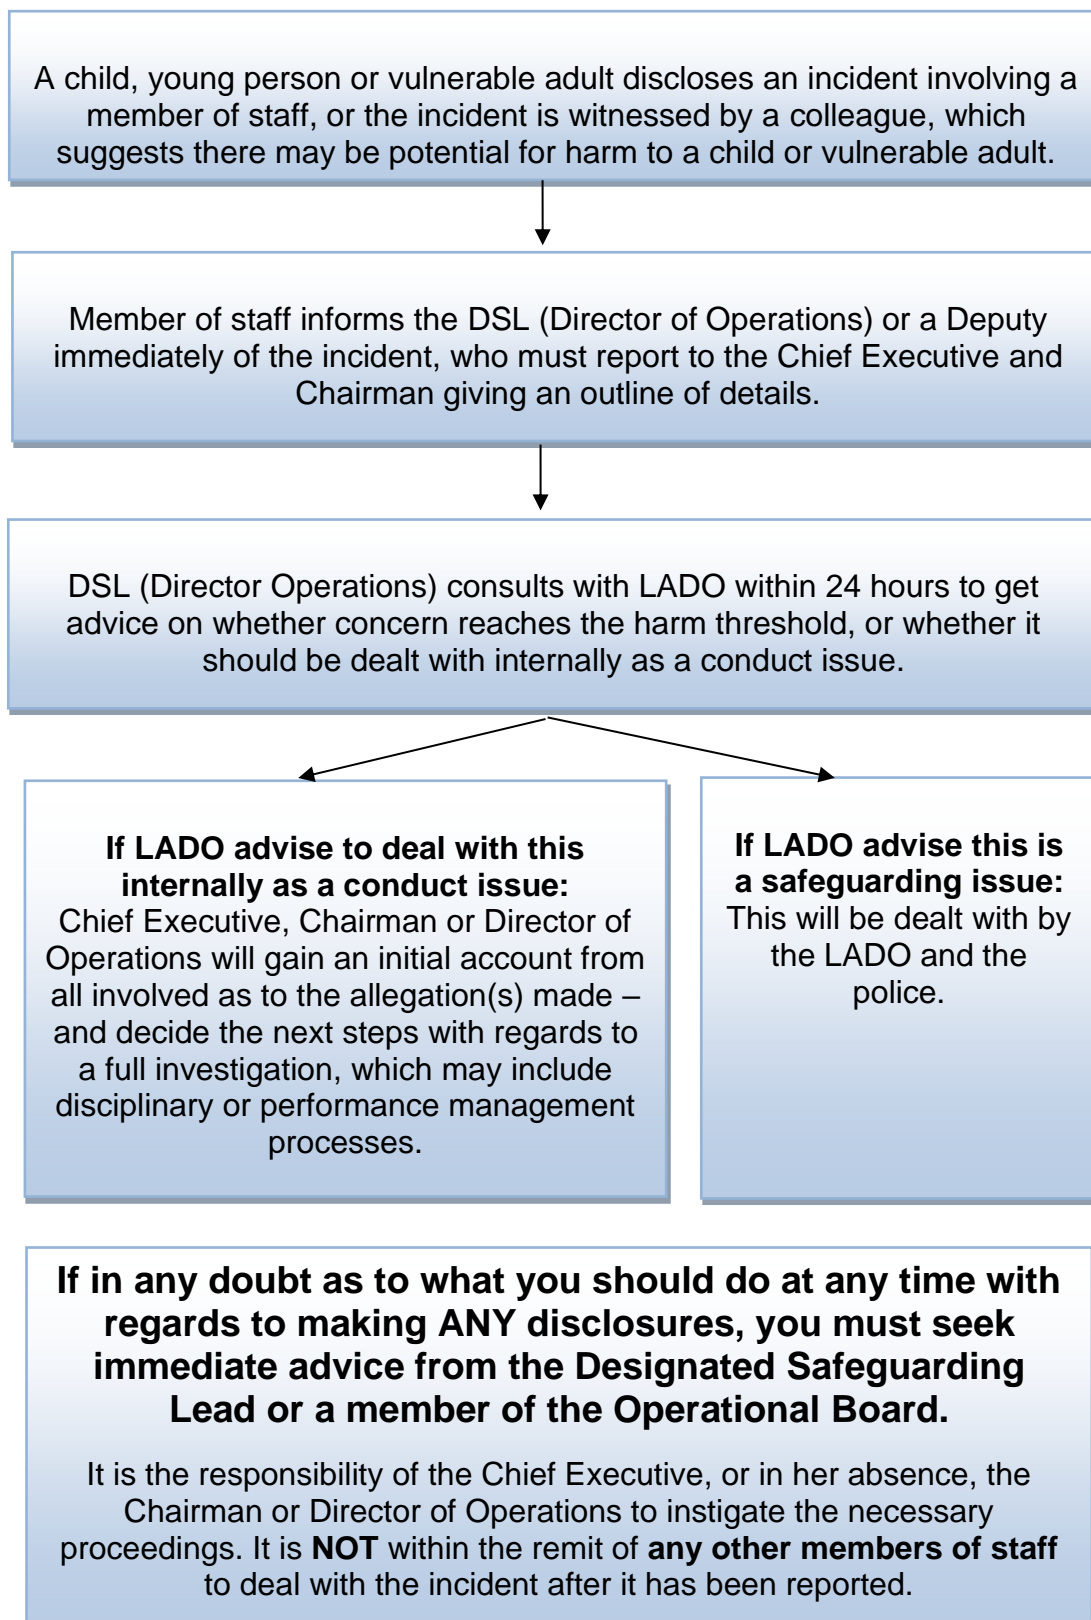 A child, young person or vulnerable adult discloses an incident involving a
member of staff, or the incident is witnessed by a colleague, which
suggests there may be potential for harm to a child or vulnerable adult.
Member of staff informs the DSL (Director of Operations) or a Deputy
immediately of the incident, who must report to the Chief Executive and
Chairman giving an outline of details.
DSL (Director Operations) consults with LADO within 24 hours to get
advice on whether concern reaches the harm threshold, or whether it
should be dealt with internally as a conduct issue.
If LADO advise to deal with this
internally as a conduct issue:
Chief Executive, Chairman or Director of
Operations will gain an initial account from
all involved as to the allegation(s) made –
and decide the next steps with regards to
a full investigation, which may include
disciplinary or performance management
processes.
If LADO advise this is
a safeguarding issue:
This will be dealt with by
the LADO and the
police.
If in any doubt as to what you should do at any time with
regards to making ANY disclosures, you must seek
immediate advice from the Designated Safeguarding
Lead or a member of the Operational Board.
It is the responsibility of the Chief Executive, or in her absence, the
Chairman or Director of Operations to instigate the necessary
proceedings. It is NOT within the remit of any other members of staff
to deal with the incident after it has been reported.